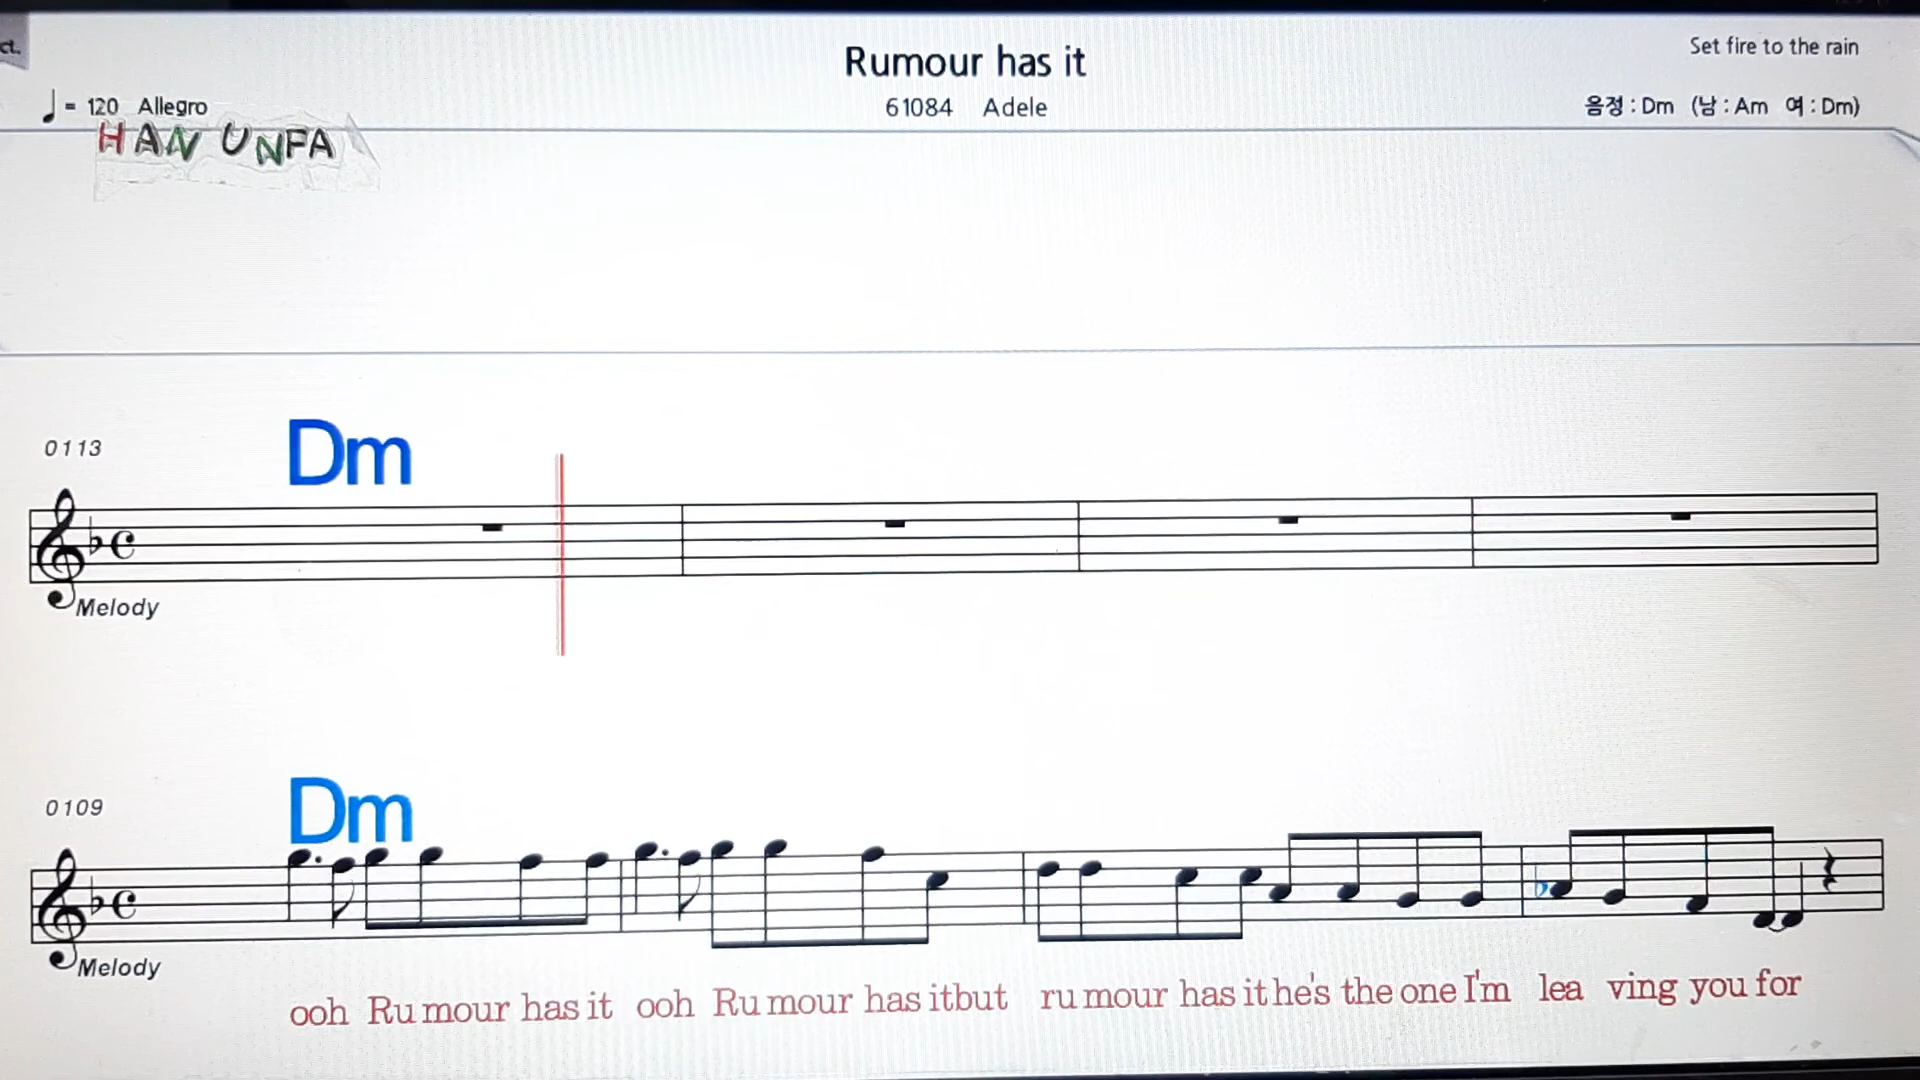 ct.
Rumour has it
Set fire to the rain
= 120 Allegro
61084 Adele
음정 : Dm (남 : Am 여 : Dm)
HAN UNFA
0113
Dm
Melody
0109
Dm
Melody
ooh Ru mour has it ooh Ru mour has itbut ru mour has it he's the one I'm lea ving you for